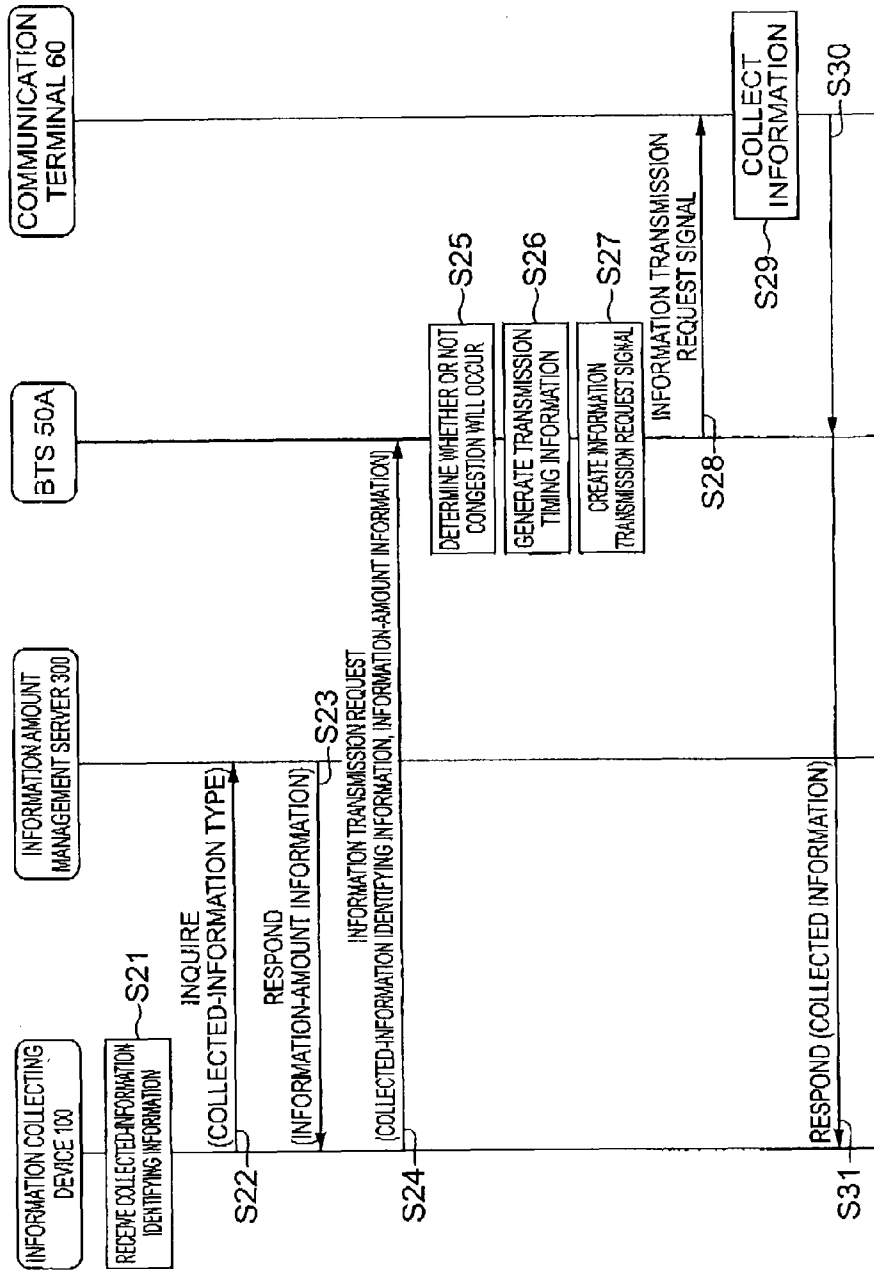 INFORMATION COLLECTING
DEVICE 100
INFORMATION AMOUNT
MANAGEMENT SERVER 300
BTS 50A
COMMUNICATION
TERMINAL 60
RECEIVE COLLECTED-INFORMATION
IDENTIFYING INFORMATION
S21
INQUIRE
(COLLECTED-INFORMATION TYPE)
S22
RESPOND
(INFORMATION-AMOUNT INFORMATION)
S23
INFORMATION TRANSMISSION REQUEST
(COLLECTED-INFORMATION IDENTIFYING INFORMATION, INFORMATION-AMOUNT INFORMATION)
S24
DETERMINE WHETHER OR NOT
CONGESTION WILL OCCUR
S25
GENERATE TRANSMISSION
TIMING INFORMATION
S26
CREATE INFORMATION
TRANSMISSION REQUEST SIGNAL
S27
INFORMATION TRANSMISSION
REQUEST SIGNAL
S28
COLLECT
INFORMATION
S29
S30
RESPOND (COLLECTED INFORMATION)
S31